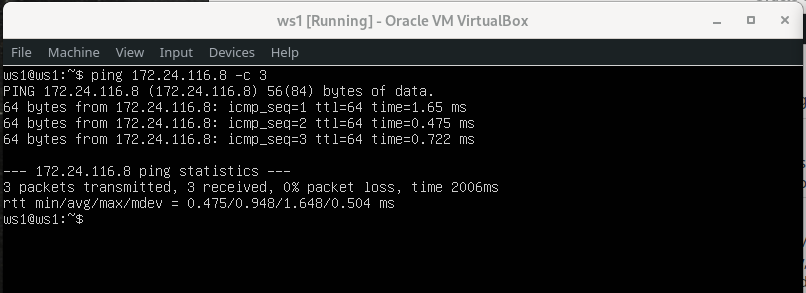 ws1 [Running] - Oracle VM VirtualBox
File Machine View Input Devices Help
ws1@ws1:~$ ping 172.24.116.8 -c 3
PING 172.24.116.8 (172.24.116.8) 56(84) bytes of data.
64 bytes from 172.24.116.8: icmp_seq=1 ttl=64 time=1.65 ms
64 bytes from 172.24.116.8: icmp_seq=2 ttl=64 time=0.475 ms
64 bytes from 172.24.116.8: icmp_seq=3 ttl=64 time=0.722 ms
--- 172.24.116.8 ping statistics ---
3 packets transmitted, 3 received, 0% packet loss, time 2006ms
rtt min/avg/max/mdev = 0.475/0.948/1.648/0.504 ms
ws1@ws1:~$